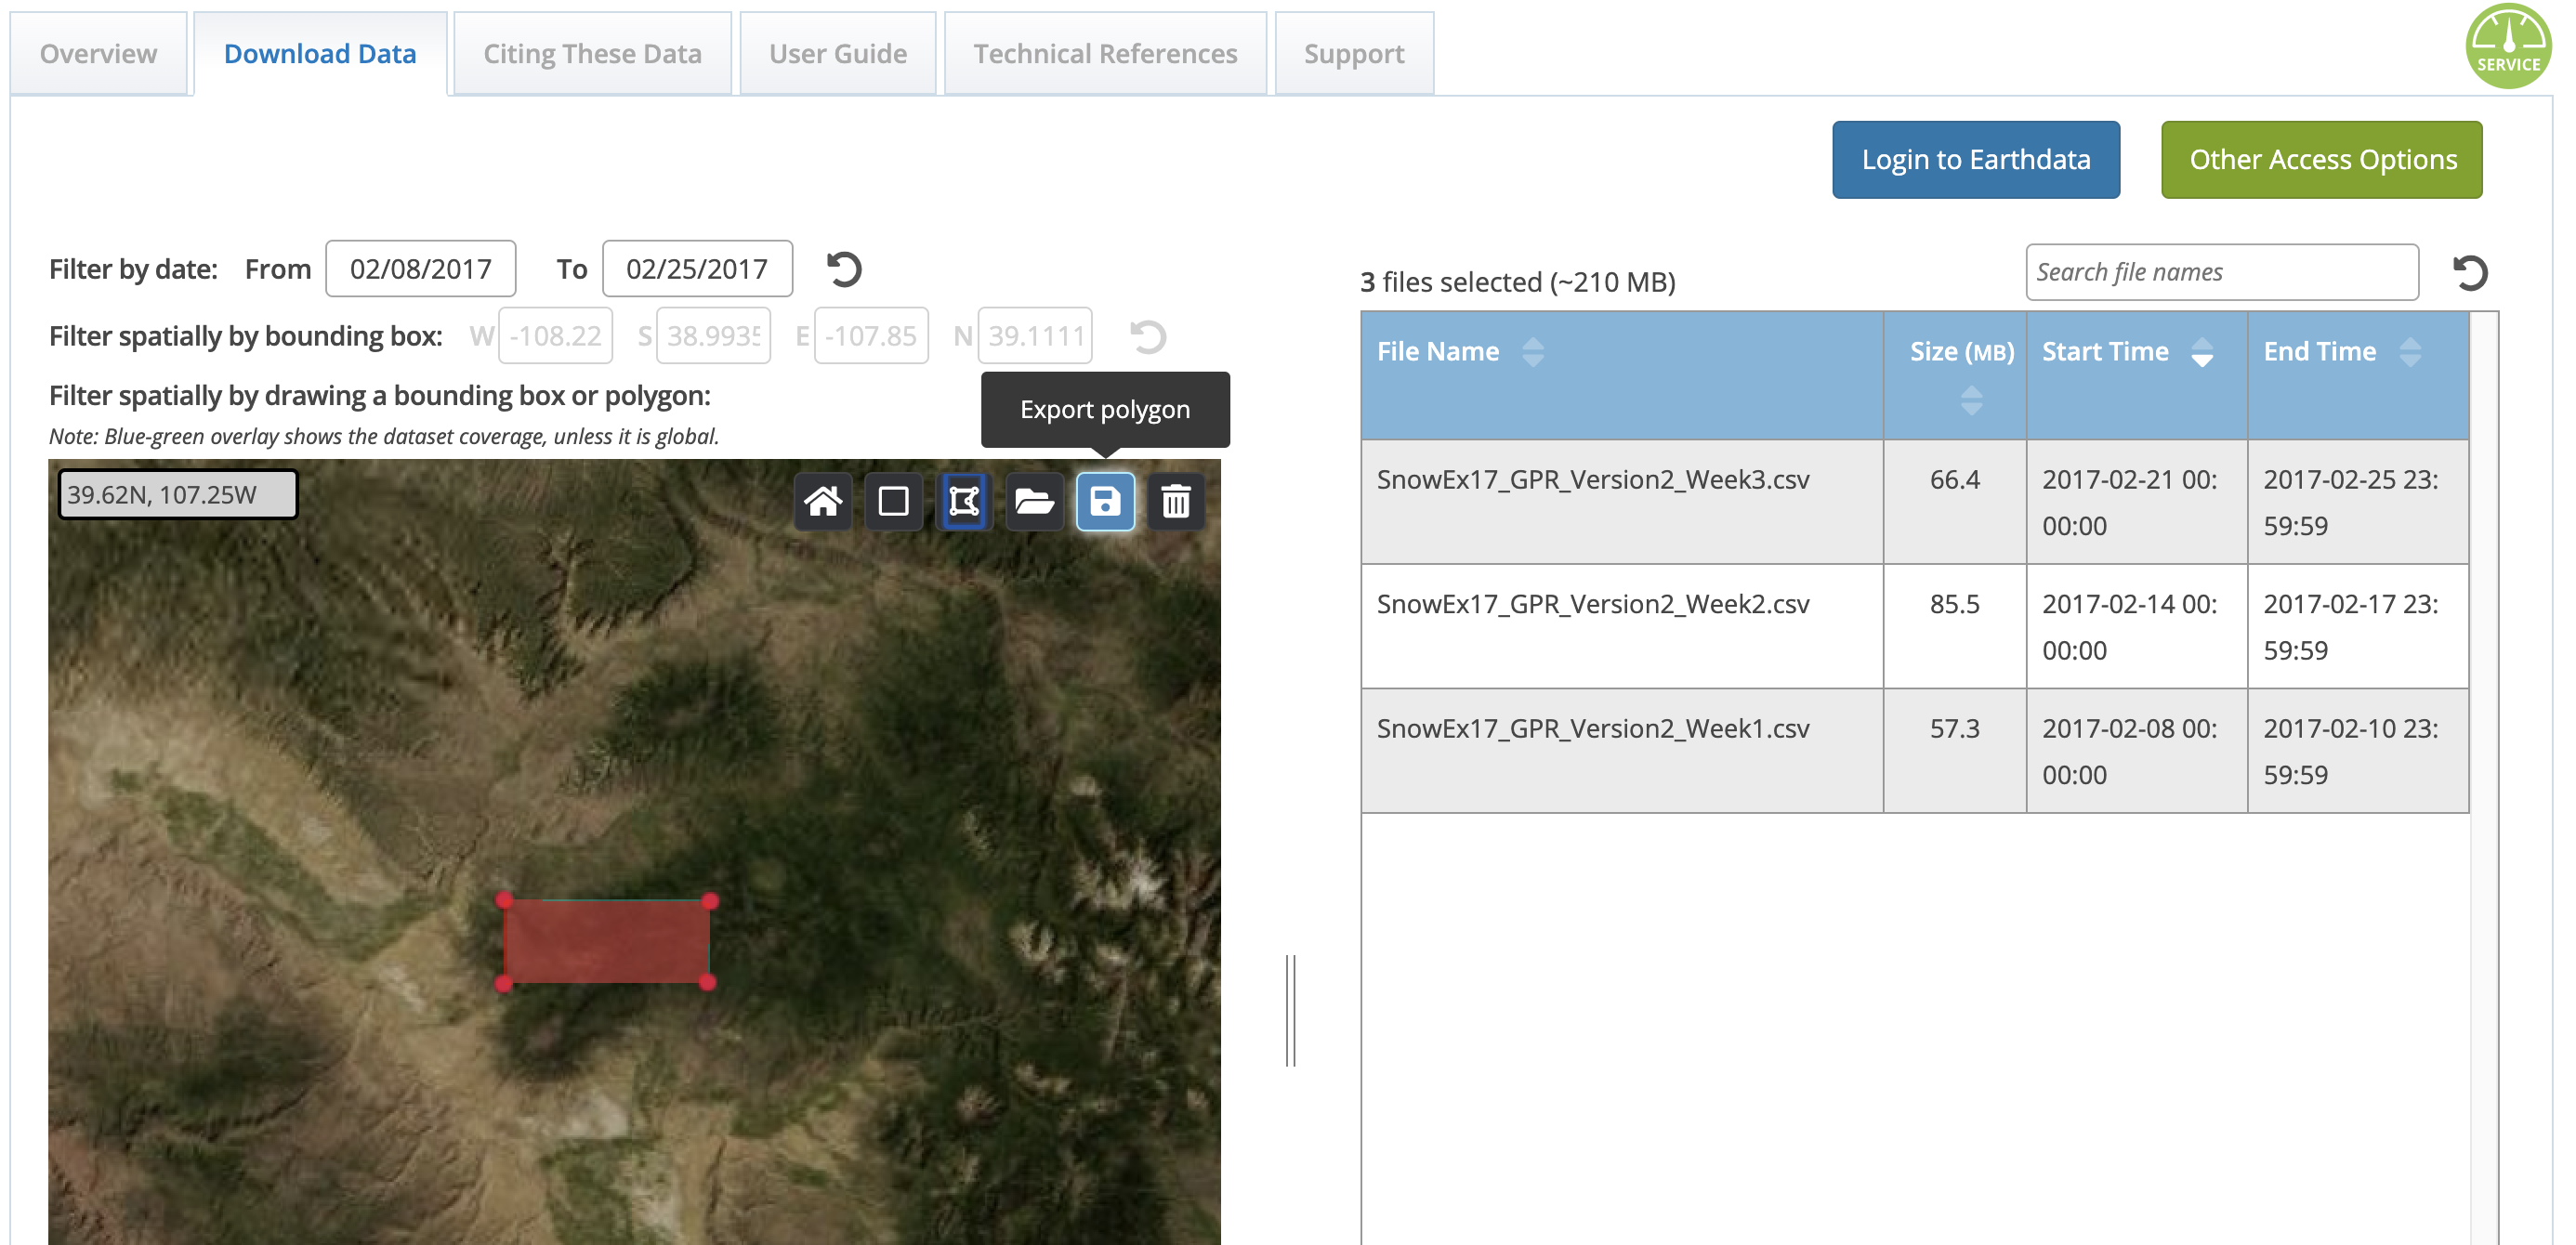 Overview
Download Data
Citing These Data
User Guide
Technical References
Support
SERVICE
Login to Earthdata
Other Access Options
Filter by date: From 02/08/2017 To 02/25/2017
Filter spatially by bounding box: W -108.22 S 38.9935 E -107.85 N 39.1111
Filter spatially by drawing a bounding box or polygon:
Note: Blue-green overlay shows the dataset coverage, unless it is global.
Export polygon
39.62N, 107.25W
3 files selected (~210 MB)
Search file names
File Name Size (MB) Start Time End Time
SnowEx17_GPR_Version2_Week3.csv 66.4 2017-02-21 00: 2017-02-25 23:
00:00 59:59
SnowEx17_GPR_Version2_Week2.csv 85.5 2017-02-14 00: 2017-02-17 23:
00:00 59:59
SnowEx17_GPR_Version2_Week1.csv 57.3 2017-02-08 00: 2017-02-10 23:
00:00 59:59